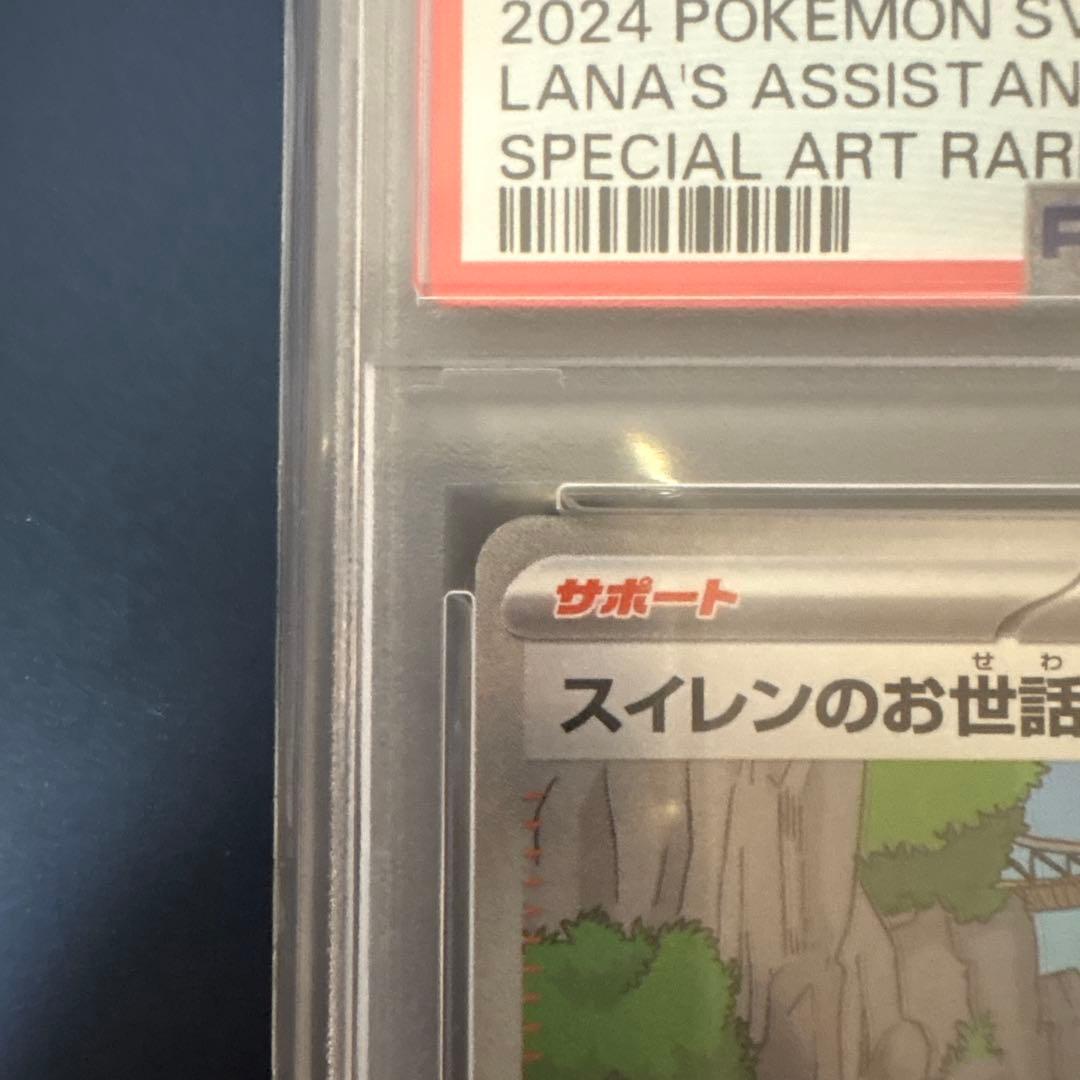 2024 POKEMON SV
LANA'S ASSISTAN
SPECIAL ART RAR
サポート
せ わ
スイレンのお世話